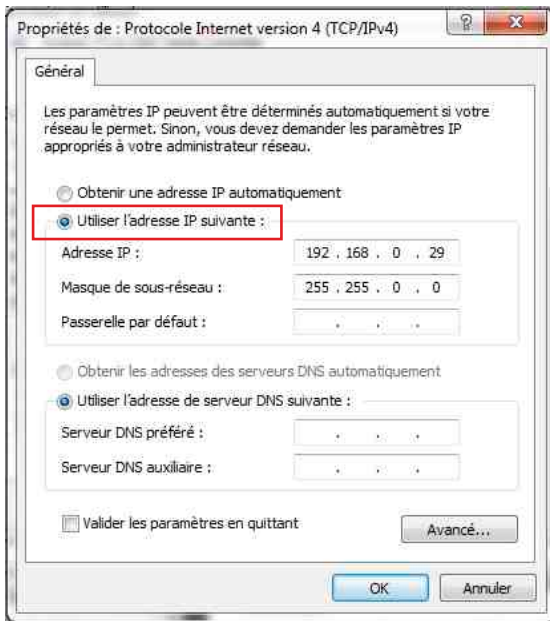 Propriétés de : Protocole Internet version 4 (TCP/IPv4)
Général
Les paramètres IP peuvent être déterminés automatiquement si votre
réseau le permet. Sinon, vous devez demander les paramètres IP
appropriés à votre administrateur réseau.
Obtenir une adresse IP automatiquement
Utiliser l'adresse IP suivante :
Adresse IP : 192 . 168 . 0 . 29
Masque de sous-réseau : 255 . 255 . 0 . 0
Passerelle par défaut : . . .
Obtenir les adresses des serveurs DNS automatiquement
Utiliser l'adresse de serveur DNS suivante :
Serveur DNS préféré : . . .
Serveur DNS auxiliaire : . . .
Valider les paramètres en quittant
Avancé...
OK Annuler